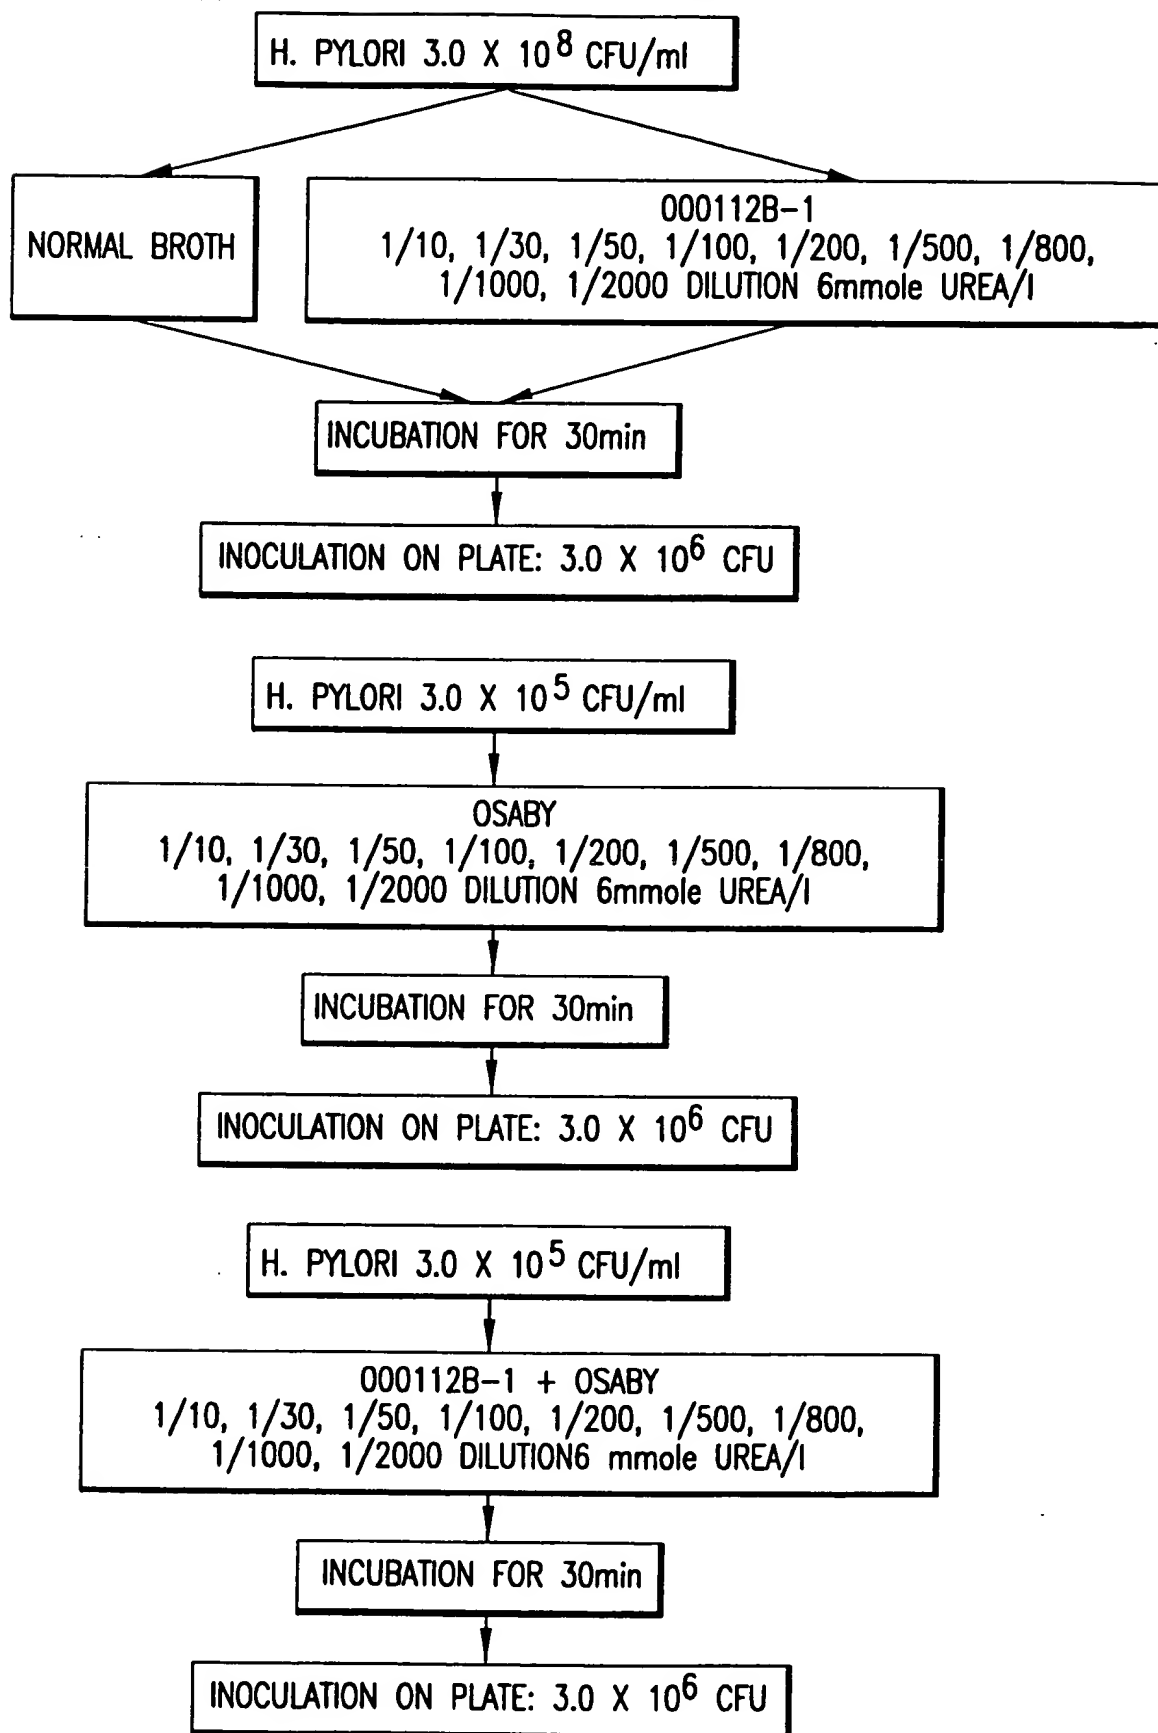 H. PYLORI 3.0 X 10⁸ CFU/ml
NORMAL BROTH
000112B-1
1/10, 1/30, 1/50, 1/100, 1/200, 1/500, 1/800,
1/1000, 1/2000 DILUTION 6mmole UREA/l
INCUBATION FOR 30min
INOCULATION ON PLATE: 3.0 X 10⁶ CFU
H. PYLORI 3.0 X 10⁵ CFU/ml
OSABY
1/10, 1/30, 1/50, 1/100, 1/200, 1/500, 1/800,
1/1000, 1/2000 DILUTION 6mmole UREA/l
INCUBATION FOR 30min
INOCULATION ON PLATE: 3.0 X 10⁶ CFU
H. PYLORI 3.0 X 10⁵ CFU/ml
000112B-1 + OSABY
1/10, 1/30, 1/50, 1/100, 1/200, 1/500, 1/800,
1/1000, 1/2000 DILUTION6 mmole UREA/l
INCUBATION FOR 30min
INOCULATION ON PLATE: 3.0 X 10⁶ CFU